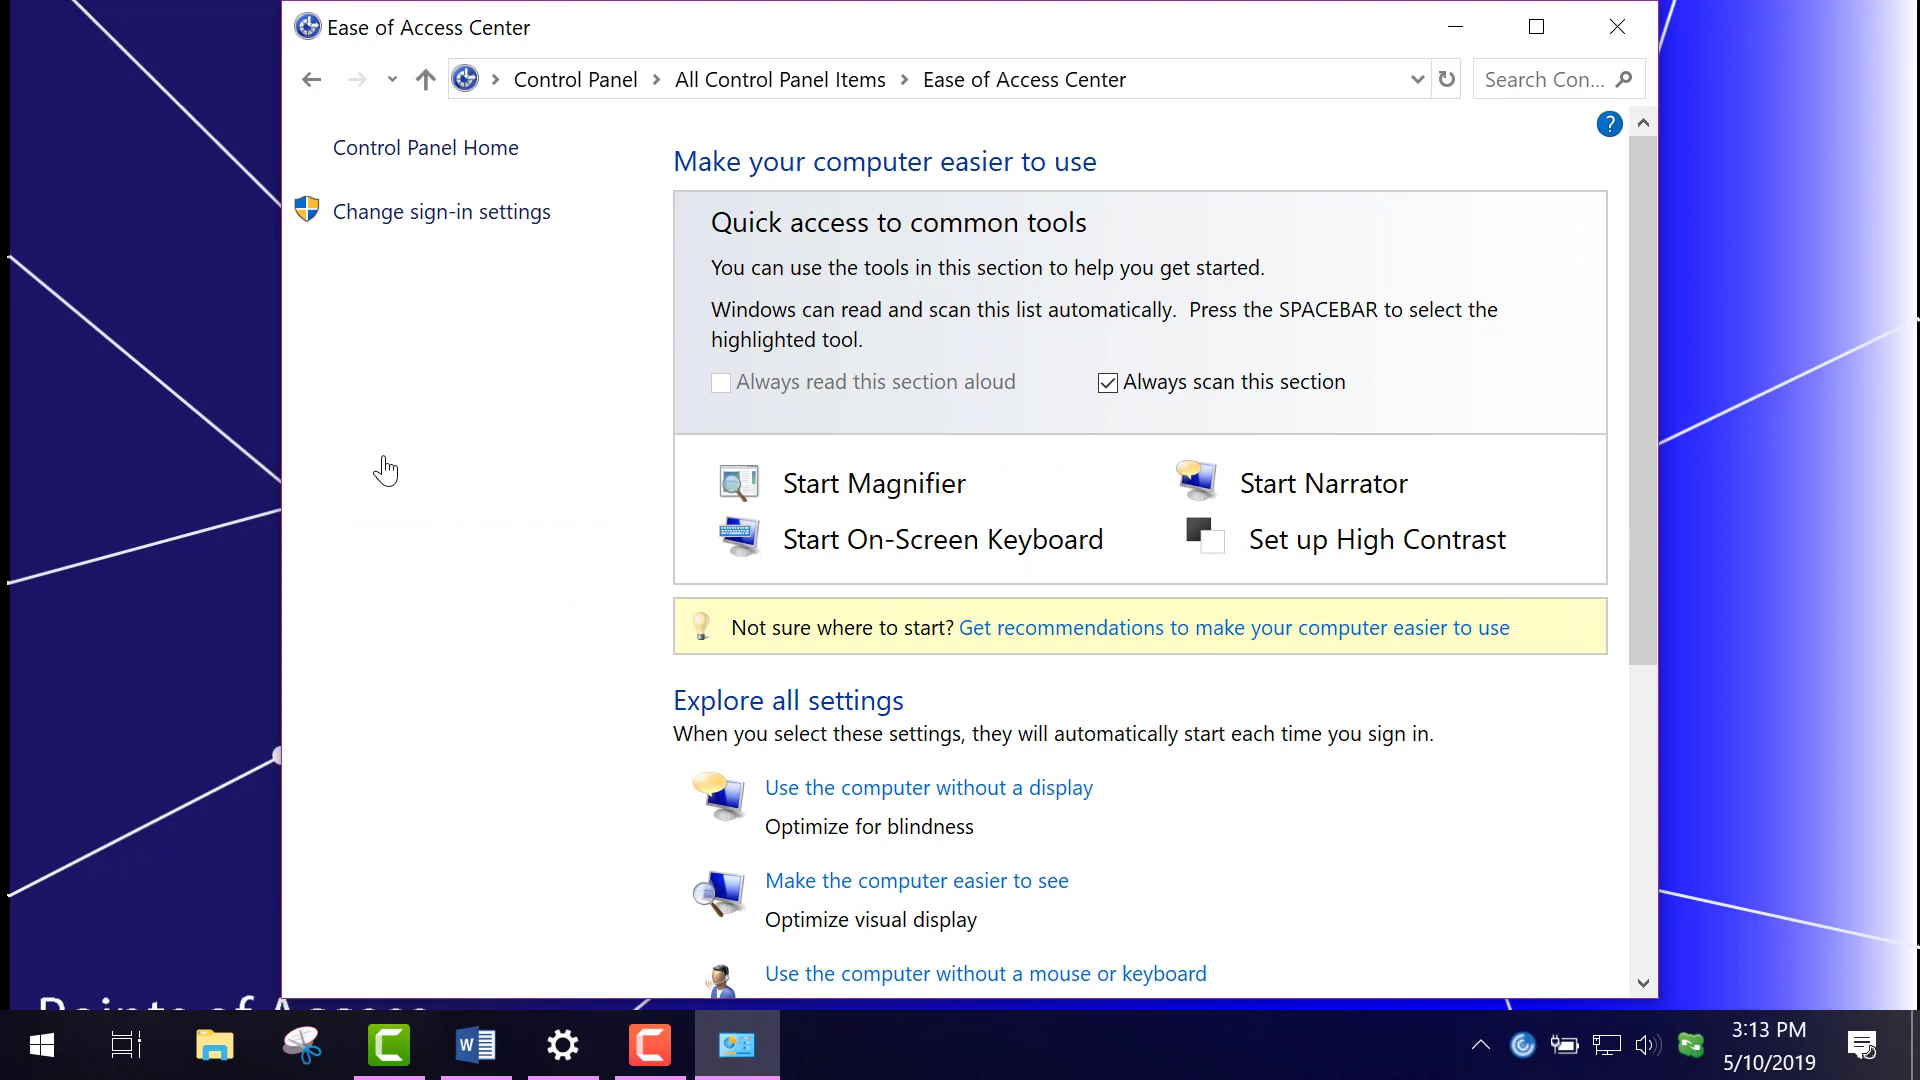 Ease of Access Center
Control Panel > All Control Panel Items > Ease of Access Center
Search Con...
Control Panel Home
Change sign-in settings
?
Make your computer easier to use
Quick access to common tools
You can use the tools in this section to help you get started.
Windows can read and scan this list automatically. Press the SPACEBAR to select the
highlighted tool.
Always read this section aloud
Always scan this section
Start Magnifier
Start Narrator
Start On-Screen Keyboard
Set up High Contrast
Not sure where to start? Get recommendations to make your computer easier to use
Explore all settings
When you select these settings, they will automatically start each time you sign in.
Use the computer without a display
Optimize for blindness
Make the computer easier to see
Optimize visual display
Use the computer without a mouse or keyboard
Points of Access
3:13 PM
5/10/2019